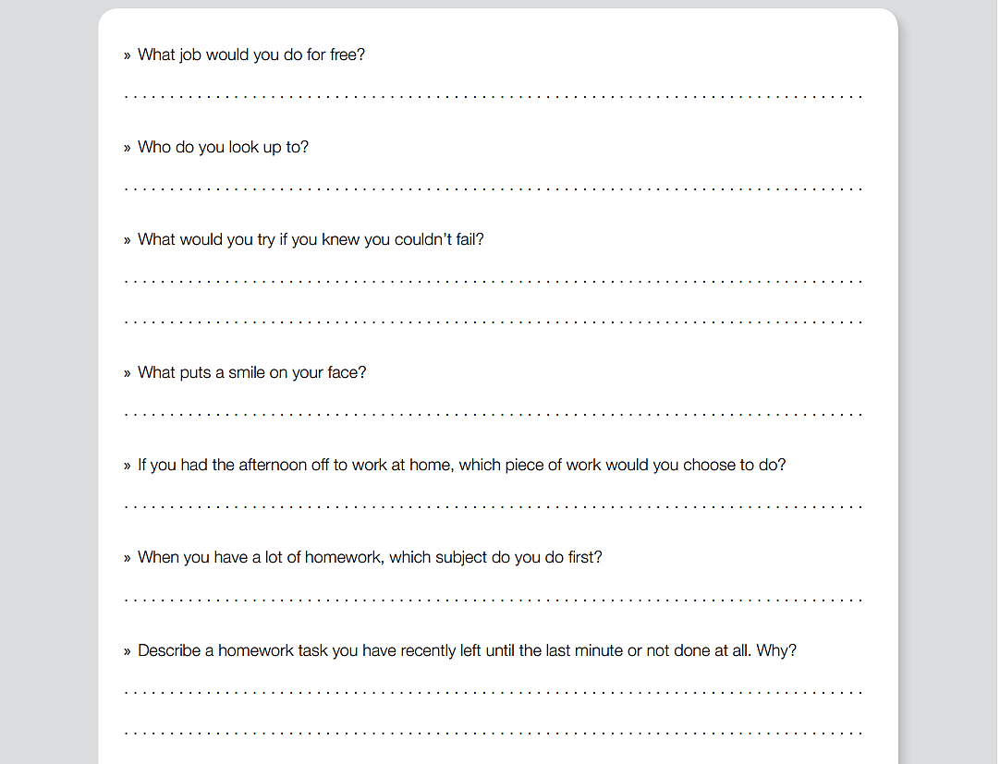 » What job would you do for free?
» Who do you look up to?
» What would you try if you knew you couldn’t fail?
» What puts a smile on your face?
» If you had the afternoon off to work at home, which piece of work would you choose to do?
» When you have a lot of homework, which subject do you do first?
» Describe a homework task you have recently left until the last minute or not done at all. Why?